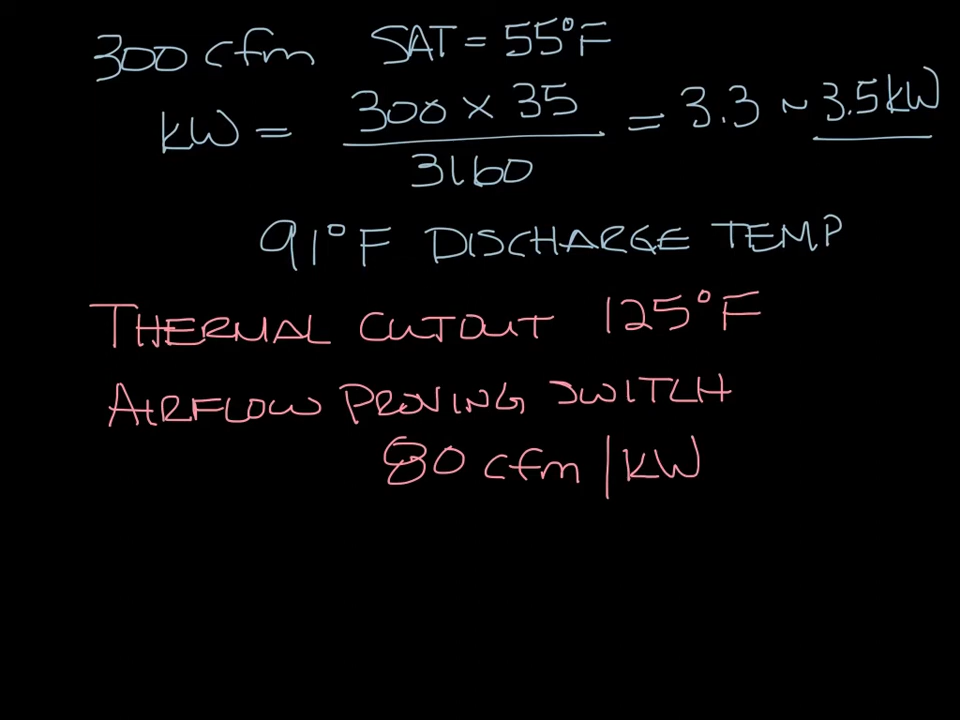 300 cfm SAT = 55°F
kW = 300 x 35 / 3160 = 3.3 ~ 3.5kW
91°F DISCHARGE TEMP
THERMAL CUTOUT 125°F
AIRFLOW PROVING SWITCH
80 cfm/kW